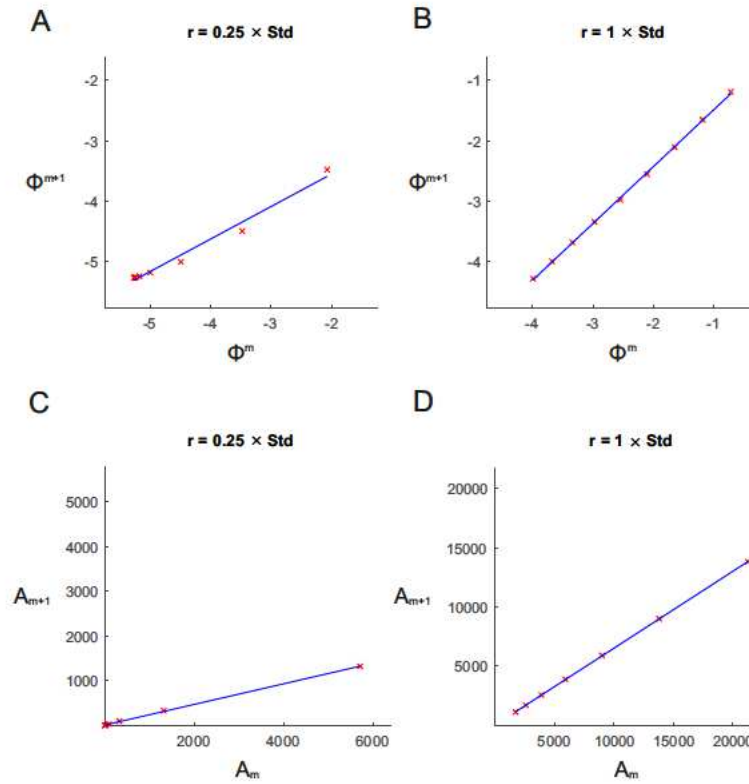 A
r = 0.25 × Std
-2
-3
Φᵐ⁺¹
-4
-5
-5
-4
-3
-2
Φᵐ
B
r = 1 × Std
-1
-2
Φᵐ⁺¹
-3
-4
-4
-3
-2
-1
Φᵐ
C
r = 0.25 × Std
5000
4000
3000
Aₘ₊₁
2000
1000
2000
4000
6000
Aₘ
D
r = 1 × Std
20000
15000
Aₘ₊₁
10000
5000
5000
10000
15000
20000
Aₘ